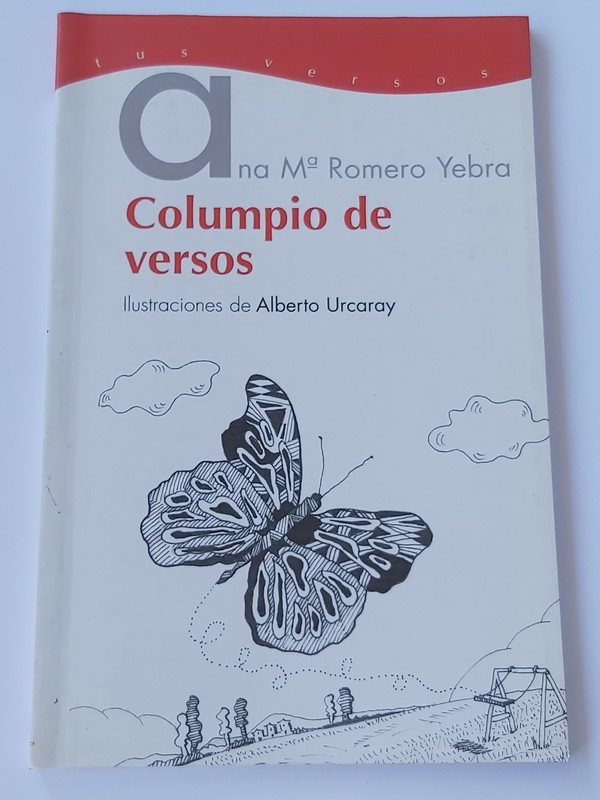 tus versos
ana Mª Romero Yebra
Columpio de
versos
Ilustraciones de Alberto Urcaray